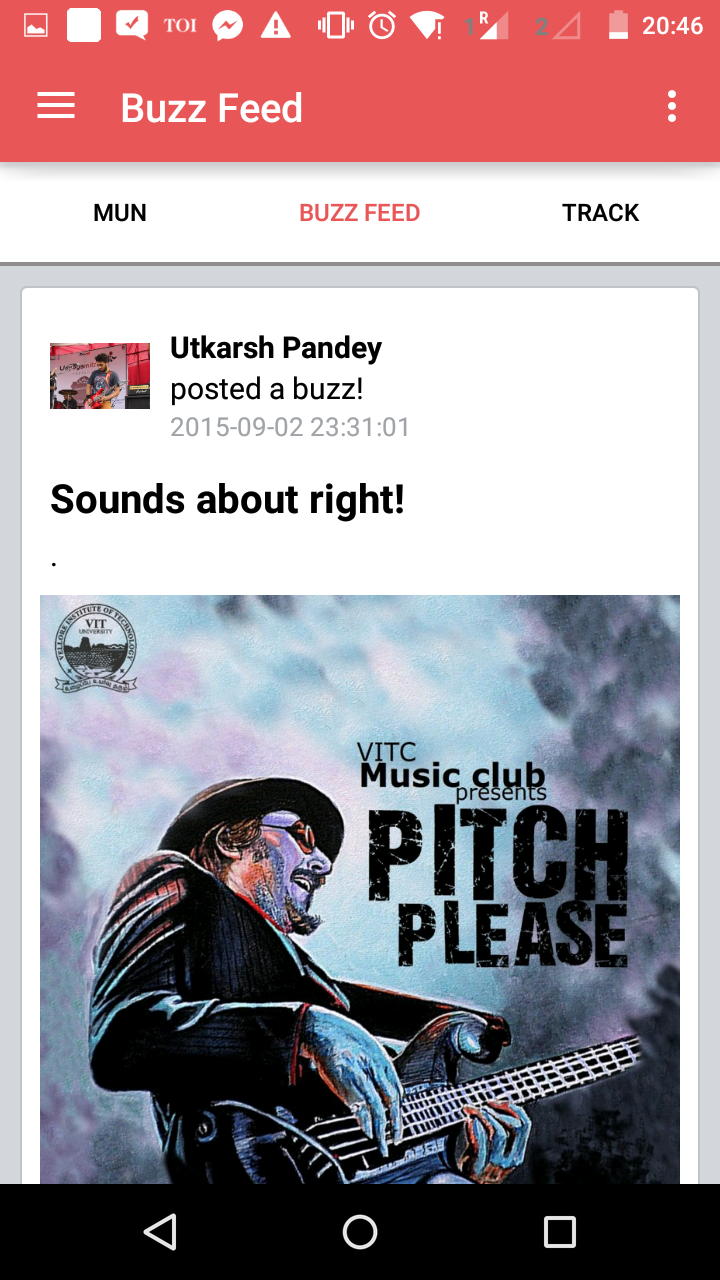 TOI
1 R
2
20:46
Buzz Feed
MUN
BUZZ FEED
TRACK
Utkarsh Pandey
posted a buzz!
2015-09-02 23:31:01
Sounds about right!
.
VELLORE INSTITUTE OF TECHNOLOGY
VIT
UNIVERSITY
VITC
Music club
presents
PITCH
PLEASE